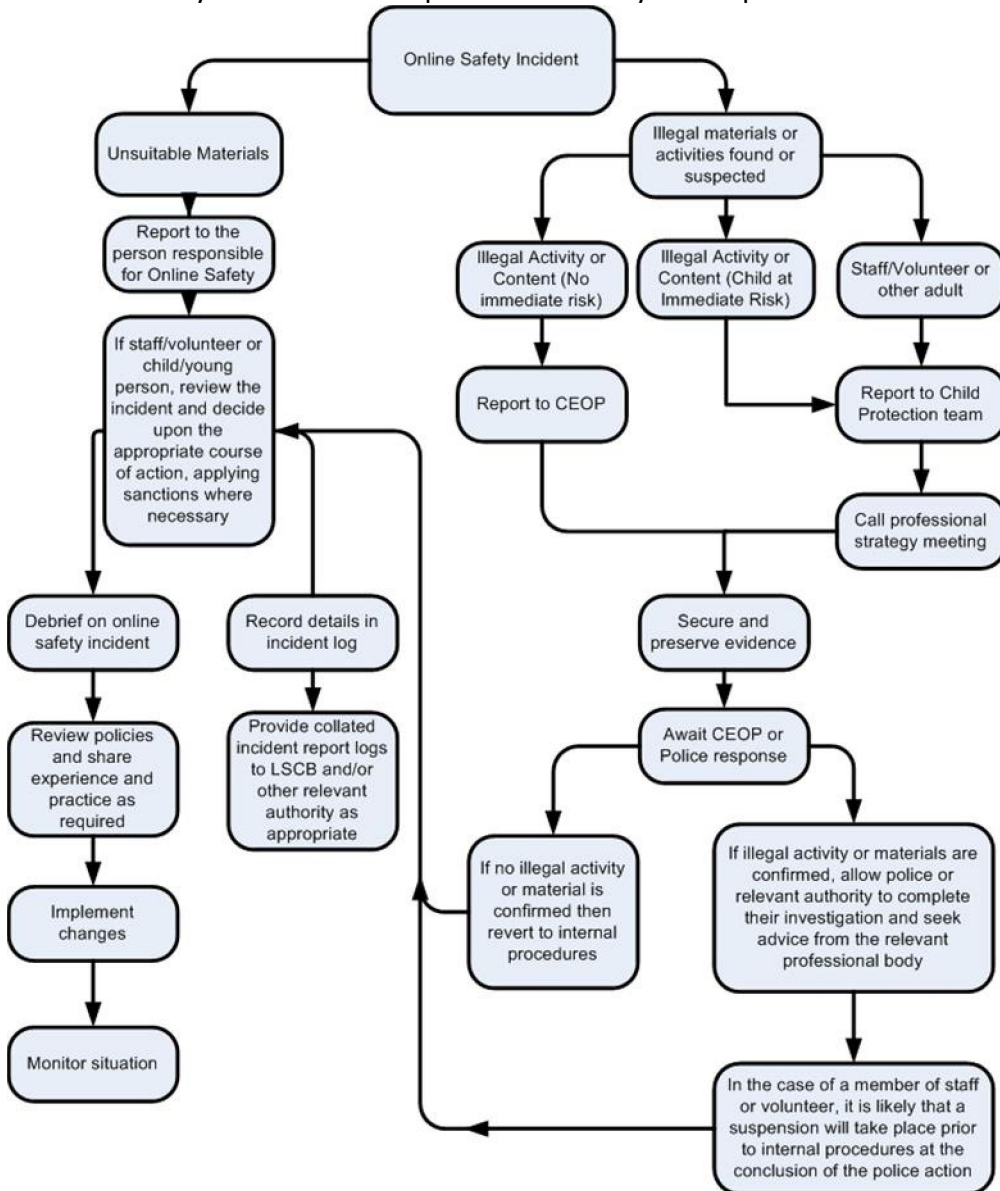 Online Safety Incident
Unsuitable Materials
Report to the
person responsible
for Online Safety
If staff/volunteer or
child/young
person, review the
incident and decide
upon the
appropriate course
of action, applying
sanctions where
necessary
Debrief on online
safety incident
Review policies
and share
experience and
practice as
required
Implement
changes
Monitor situation
Record details in
incident log
Provide collated
incident report logs
to LSCB and/or
other relevant
authority as
appropriate
Illegal materials or
activities found or
suspected
Illegal Activity or
Content (No
immediate risk)
Illegal Activity or
Content (Child at
Immediate Risk)
Staff/Volunteer or
other adult
Report to CEOP
Report to Child
Protection team
Call professional
strategy meeting
Secure and
preserve evidence
Await CEOP or
Police response
If no illegal activity
or material is
confirmed then
revert to internal
procedures
If illegal activity or materials are
confirmed, allow police or
relevant authority to complete
their investigation and seek
advice from the relevant
professional body
In the case of a member of staff
or volunteer, it is likely that a
suspension will take place prior
to internal procedures at the
conclusion of the police action